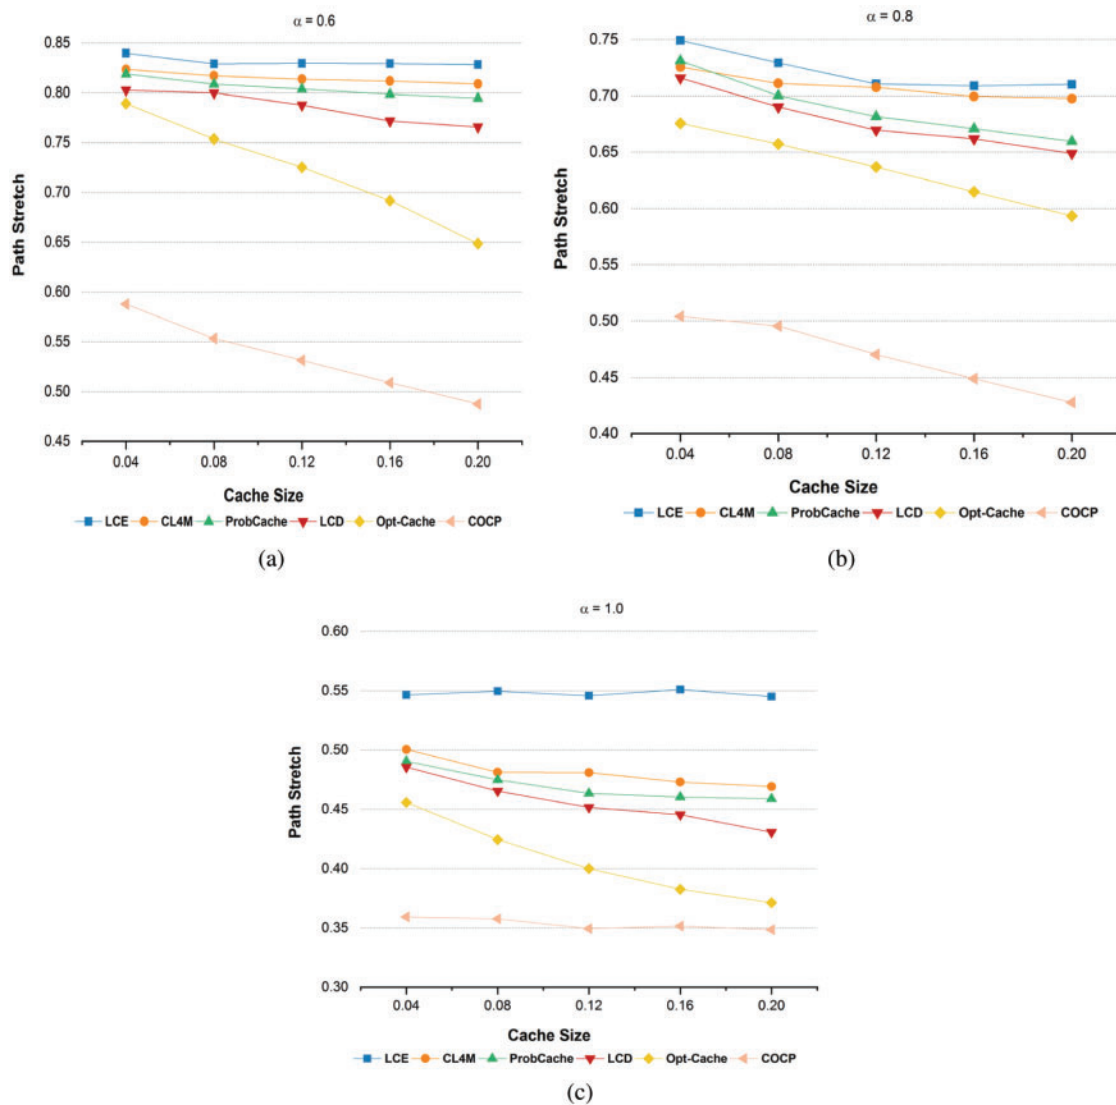 α = 0.6
0.85
0.80
0.75
0.70
0.65
0.60
0.55
0.50
0.45
Path Stretch
0.04 0.08 0.12 0.16 0.20
Cache Size
LCE CL4M ProbCache LCD Opt-Cache COCP
(a)
α = 0.8
0.75
0.70
0.65
0.60
0.55
0.50
0.45
0.40
Path Stretch
0.04 0.08 0.12 0.16 0.20
Cache Size
LCE CL4M ProbCache LCD Opt-Cache COCP
(b)
α = 1.0
0.60
0.55
0.50
0.45
0.40
0.35
0.30
Path Stretch
0.04 0.08 0.12 0.16 0.20
Cache Size
LCE CL4M ProbCache LCD Opt-Cache COCP
(c)